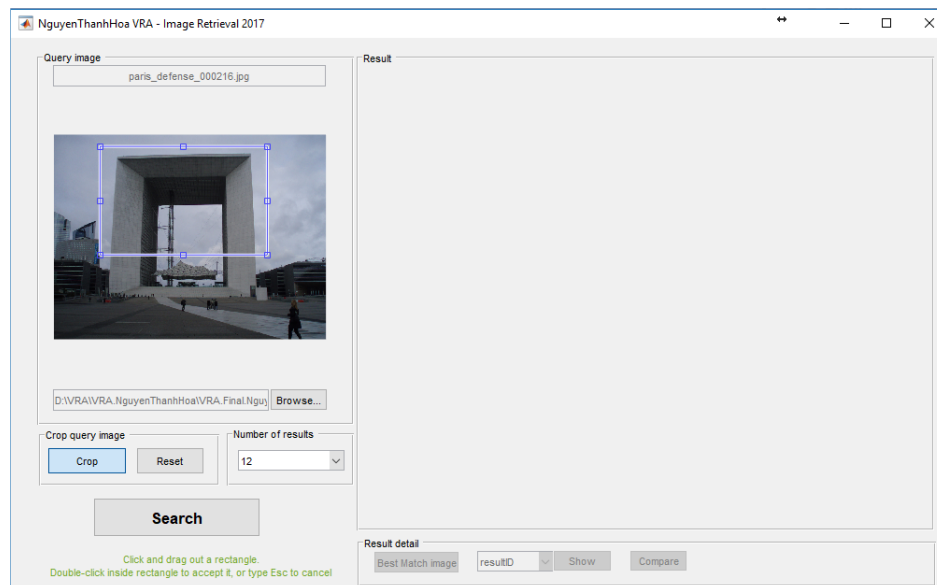 NguyenThanhHoa VRA - Image Retrieval 2017
Query image
paris_defense_000216.jpg
D:\VRA\VRA.NguyenThanhHoa\VRA.Final.Nguy
Browse...
Crop query image
Crop
Reset
Number of results
12
Search
Click and drag out a rectangle.
Double-click inside rectangle to accept it, or type Esc to cancel
Result
Result detail
Best Match image
resultID
Show
Compare